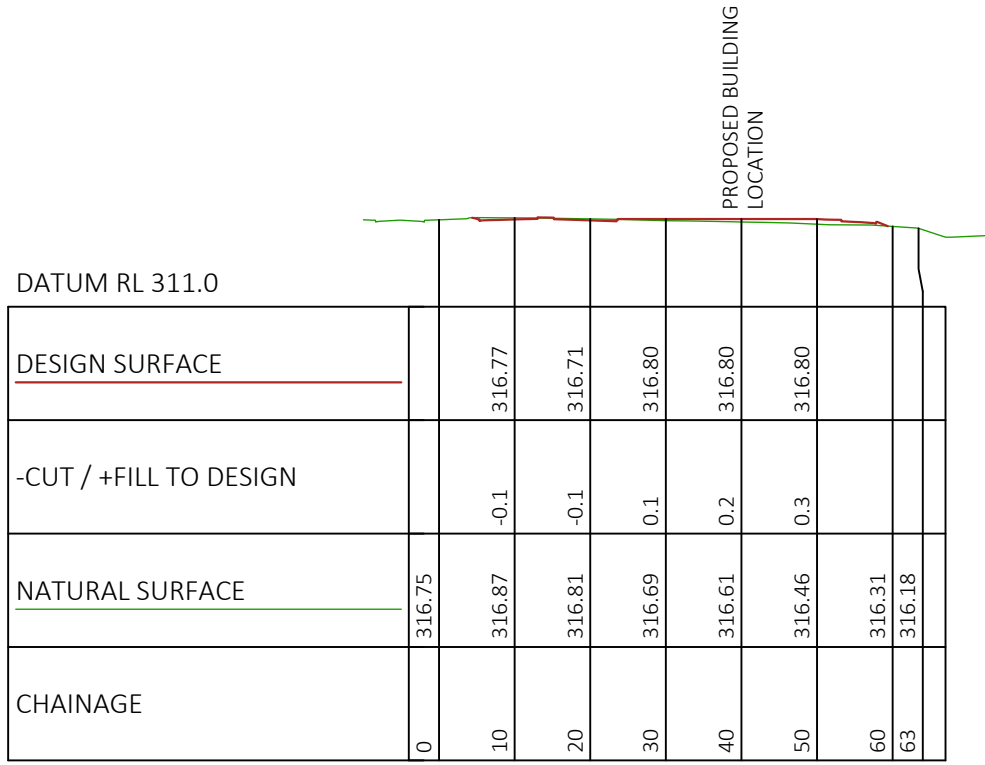 PROPOSED BUILDING
LOCATION
DATUM RL 311.0
DESIGN SURFACE 316.77 316.71 316.80 316.80 316.80
-CUT / +FILL TO DESIGN -0.1 -0.1 0.1 0.2 0.3
NATURAL SURFACE 316.75 316.87 316.81 316.69 316.61 316.46 316.31 316.18
CHAINAGE 0 10 20 30 40 50 60 63